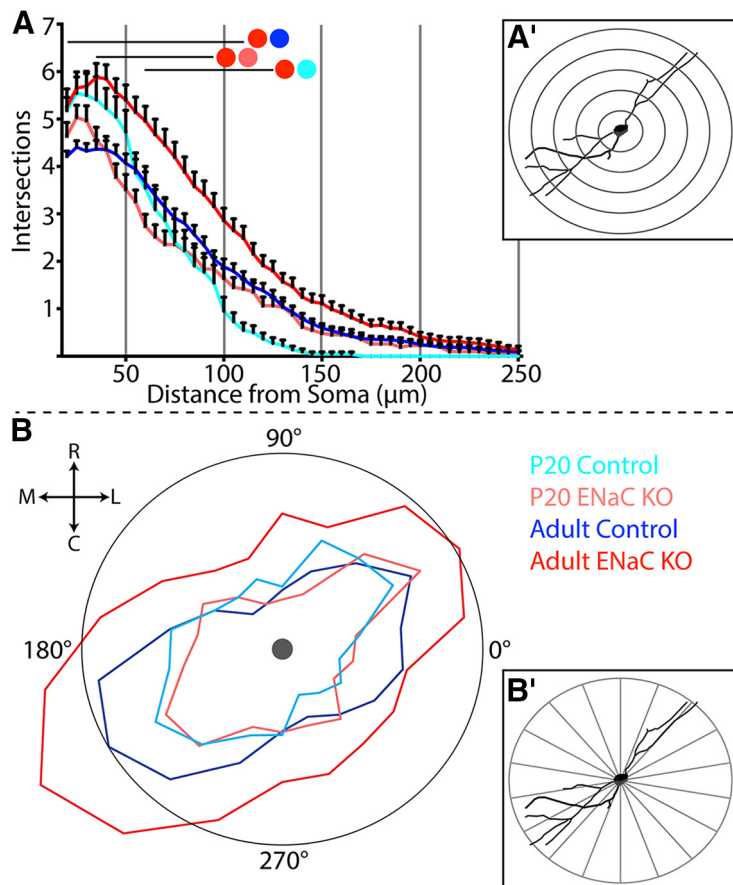 A
7
6
5
4
3
2
1
Intersections
50
100
150
200
250
Distance from Soma (µm)
A'
B
R
M
L
C
90°
180°
0°
270°
P20 Control
P20 ENaC KO
Adult Control
Adult ENaC KO
B'